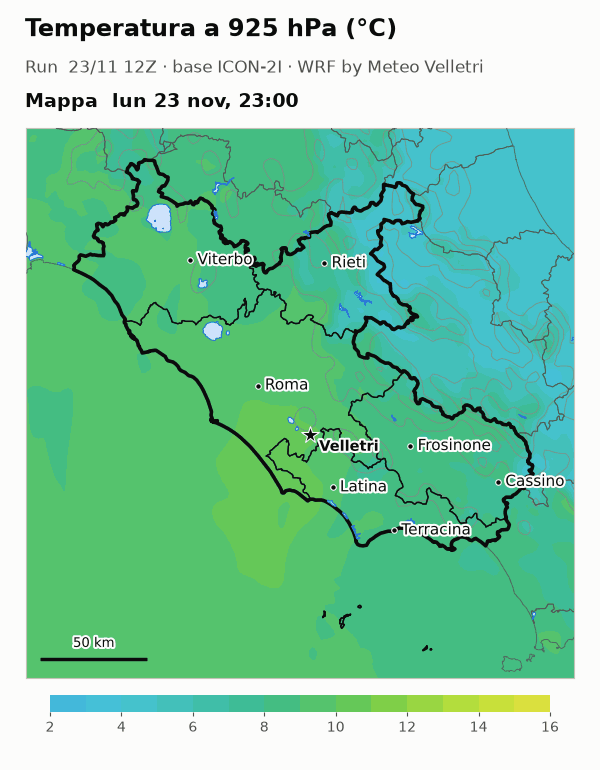 Temperatura a 925 hPa (°C)
Run  23/11 12Z · base ICON-2I · WRF by Meteo Velletri
Mappa  lun 23 nov, 23:00
Viterbo
Rieti
Roma
Velletri
Frosinone
Cassino
Latina
Terracina
50 km
2 4 6 8 10 12 14 16